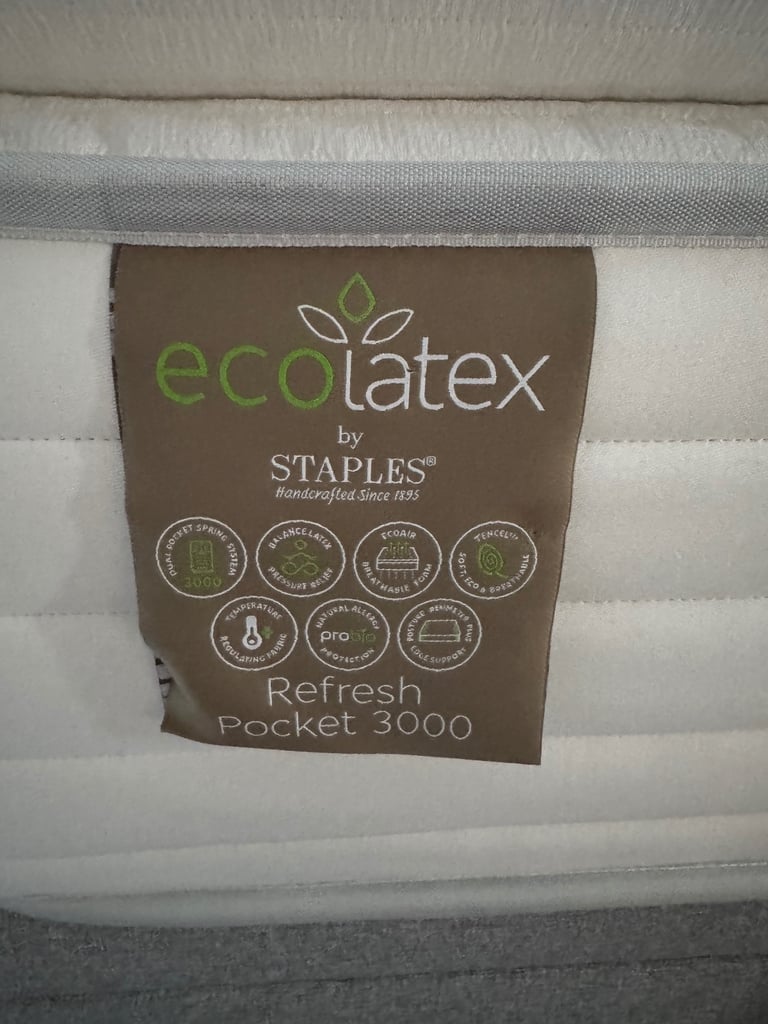 ecolatex
by
STAPLES®
Handcrafted Since 1895
DUAL POCKET SPRING SYSTEM
3000
BALANCE LATEX
PRESSURE RELIEF
ECOAIR
BREATHABLE FOAM
TENCEL™
SOFT, ECO & BREATHABLE
TEMPERATURE
REGULATING FABRIC
NATURAL ALLERGY
probio
PROTECTION
POSTURE PERIMETER PLUS
EDGE SUPPORT
Refresh
Pocket 3000